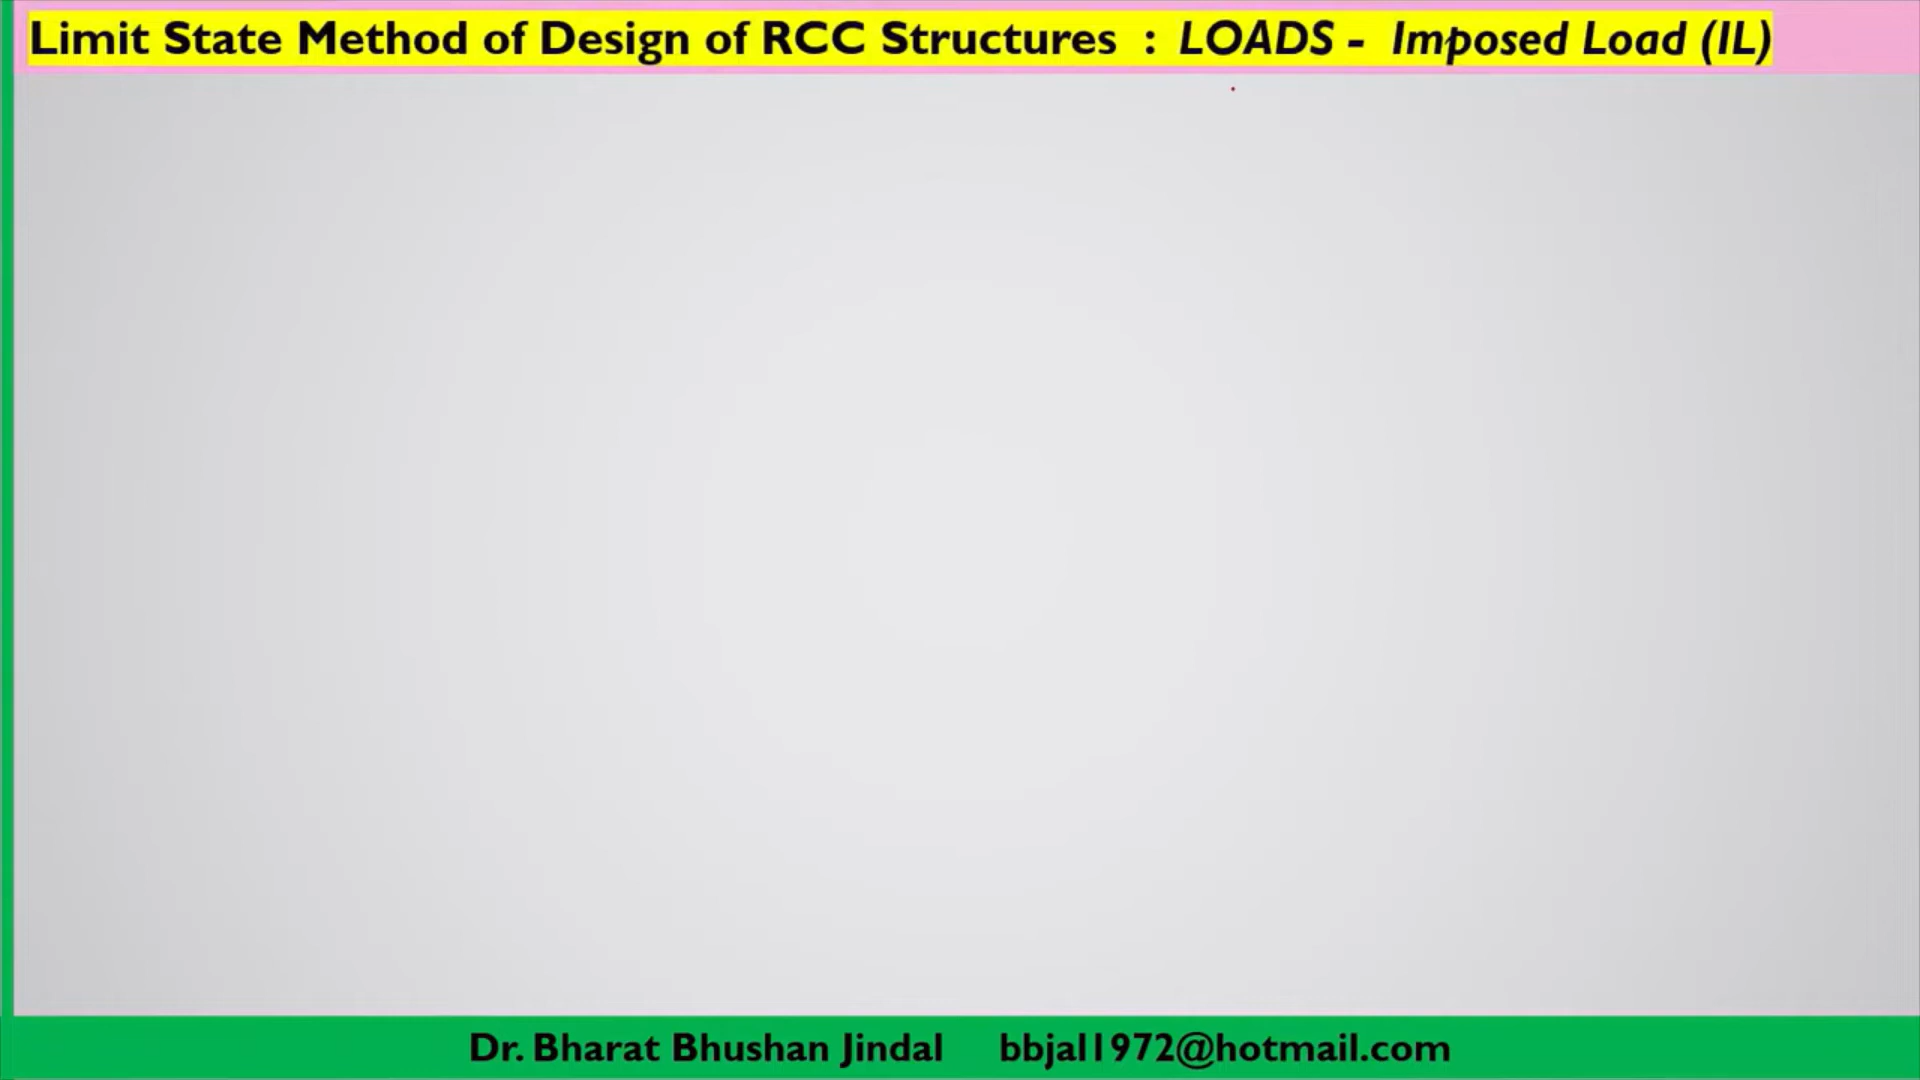 Limit State Method of Design of RCC Structures : LOADS - Imposed Load (IL)
Dr. Bharat Bhushan Jindal bbjal1972@hotmail.com